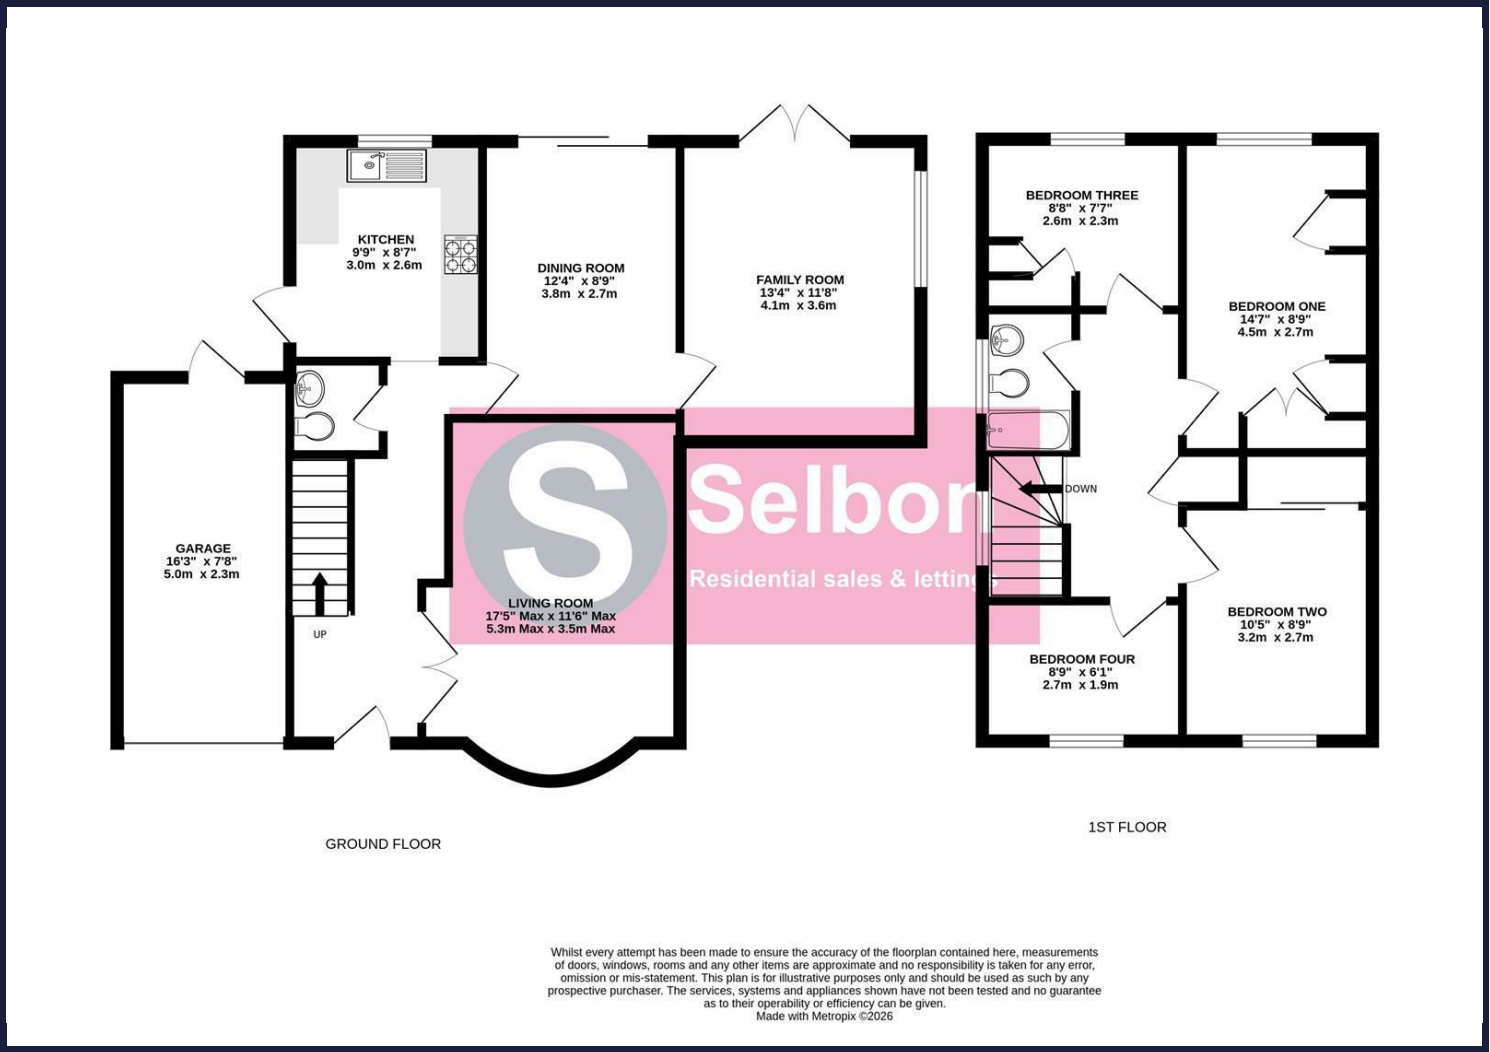 KITCHEN
9'9" x 8'7"
3.0m x 2.6m
DINING ROOM
12'4" x 8'9"
3.8m x 2.7m
FAMILY ROOM
13'4" x 11'8"
4.1m x 3.6m
GARAGE
16'3" x 7'8"
5.0m x 2.3m
UP
LIVING ROOM
17'5" Max x 11'6" Max
5.3m Max x 3.5m Max
S
Selbon
Residential sales & lettings
GROUND FLOOR
BEDROOM THREE
8'8" x 7'7"
2.6m x 2.3m
BEDROOM ONE
14'7" x 8'9"
4.5m x 2.7m
DOWN
BEDROOM TWO
10'5" x 8'9"
3.2m x 2.7m
BEDROOM FOUR
8'9" x 6'1"
2.7m x 1.9m
1ST FLOOR
Whilst every attempt has been made to ensure the accuracy of the floorplan contained here, measurements
of doors, windows, rooms and any other items are approximate and no responsibility is taken for any error,
omission or mis-statement. This plan is for illustrative purposes only and should be used as such by any
prospective purchaser. The services, systems and appliances shown have not been tested and no guarantee
as to their operability or efficiency can be given.
Made with Metropix ©2026